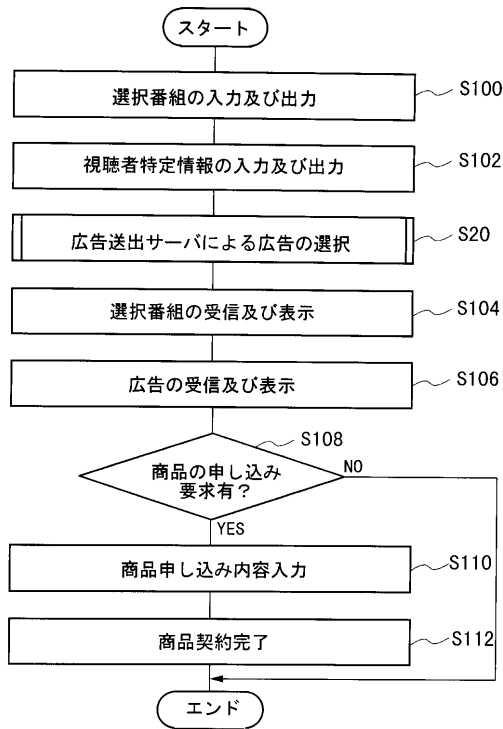 スタート
選択番組の入力及び出力
S100
視聴者特定情報の入力及び出力
S102
広告送出サーバによる広告の選択
S20
選択番組の受信及び表示
S104
広告の受信及び表示
S106
S108
商品の申し込み
要求有?
NO
YES
商品申し込み内容入力
S110
商品契約完了
S112
エンド